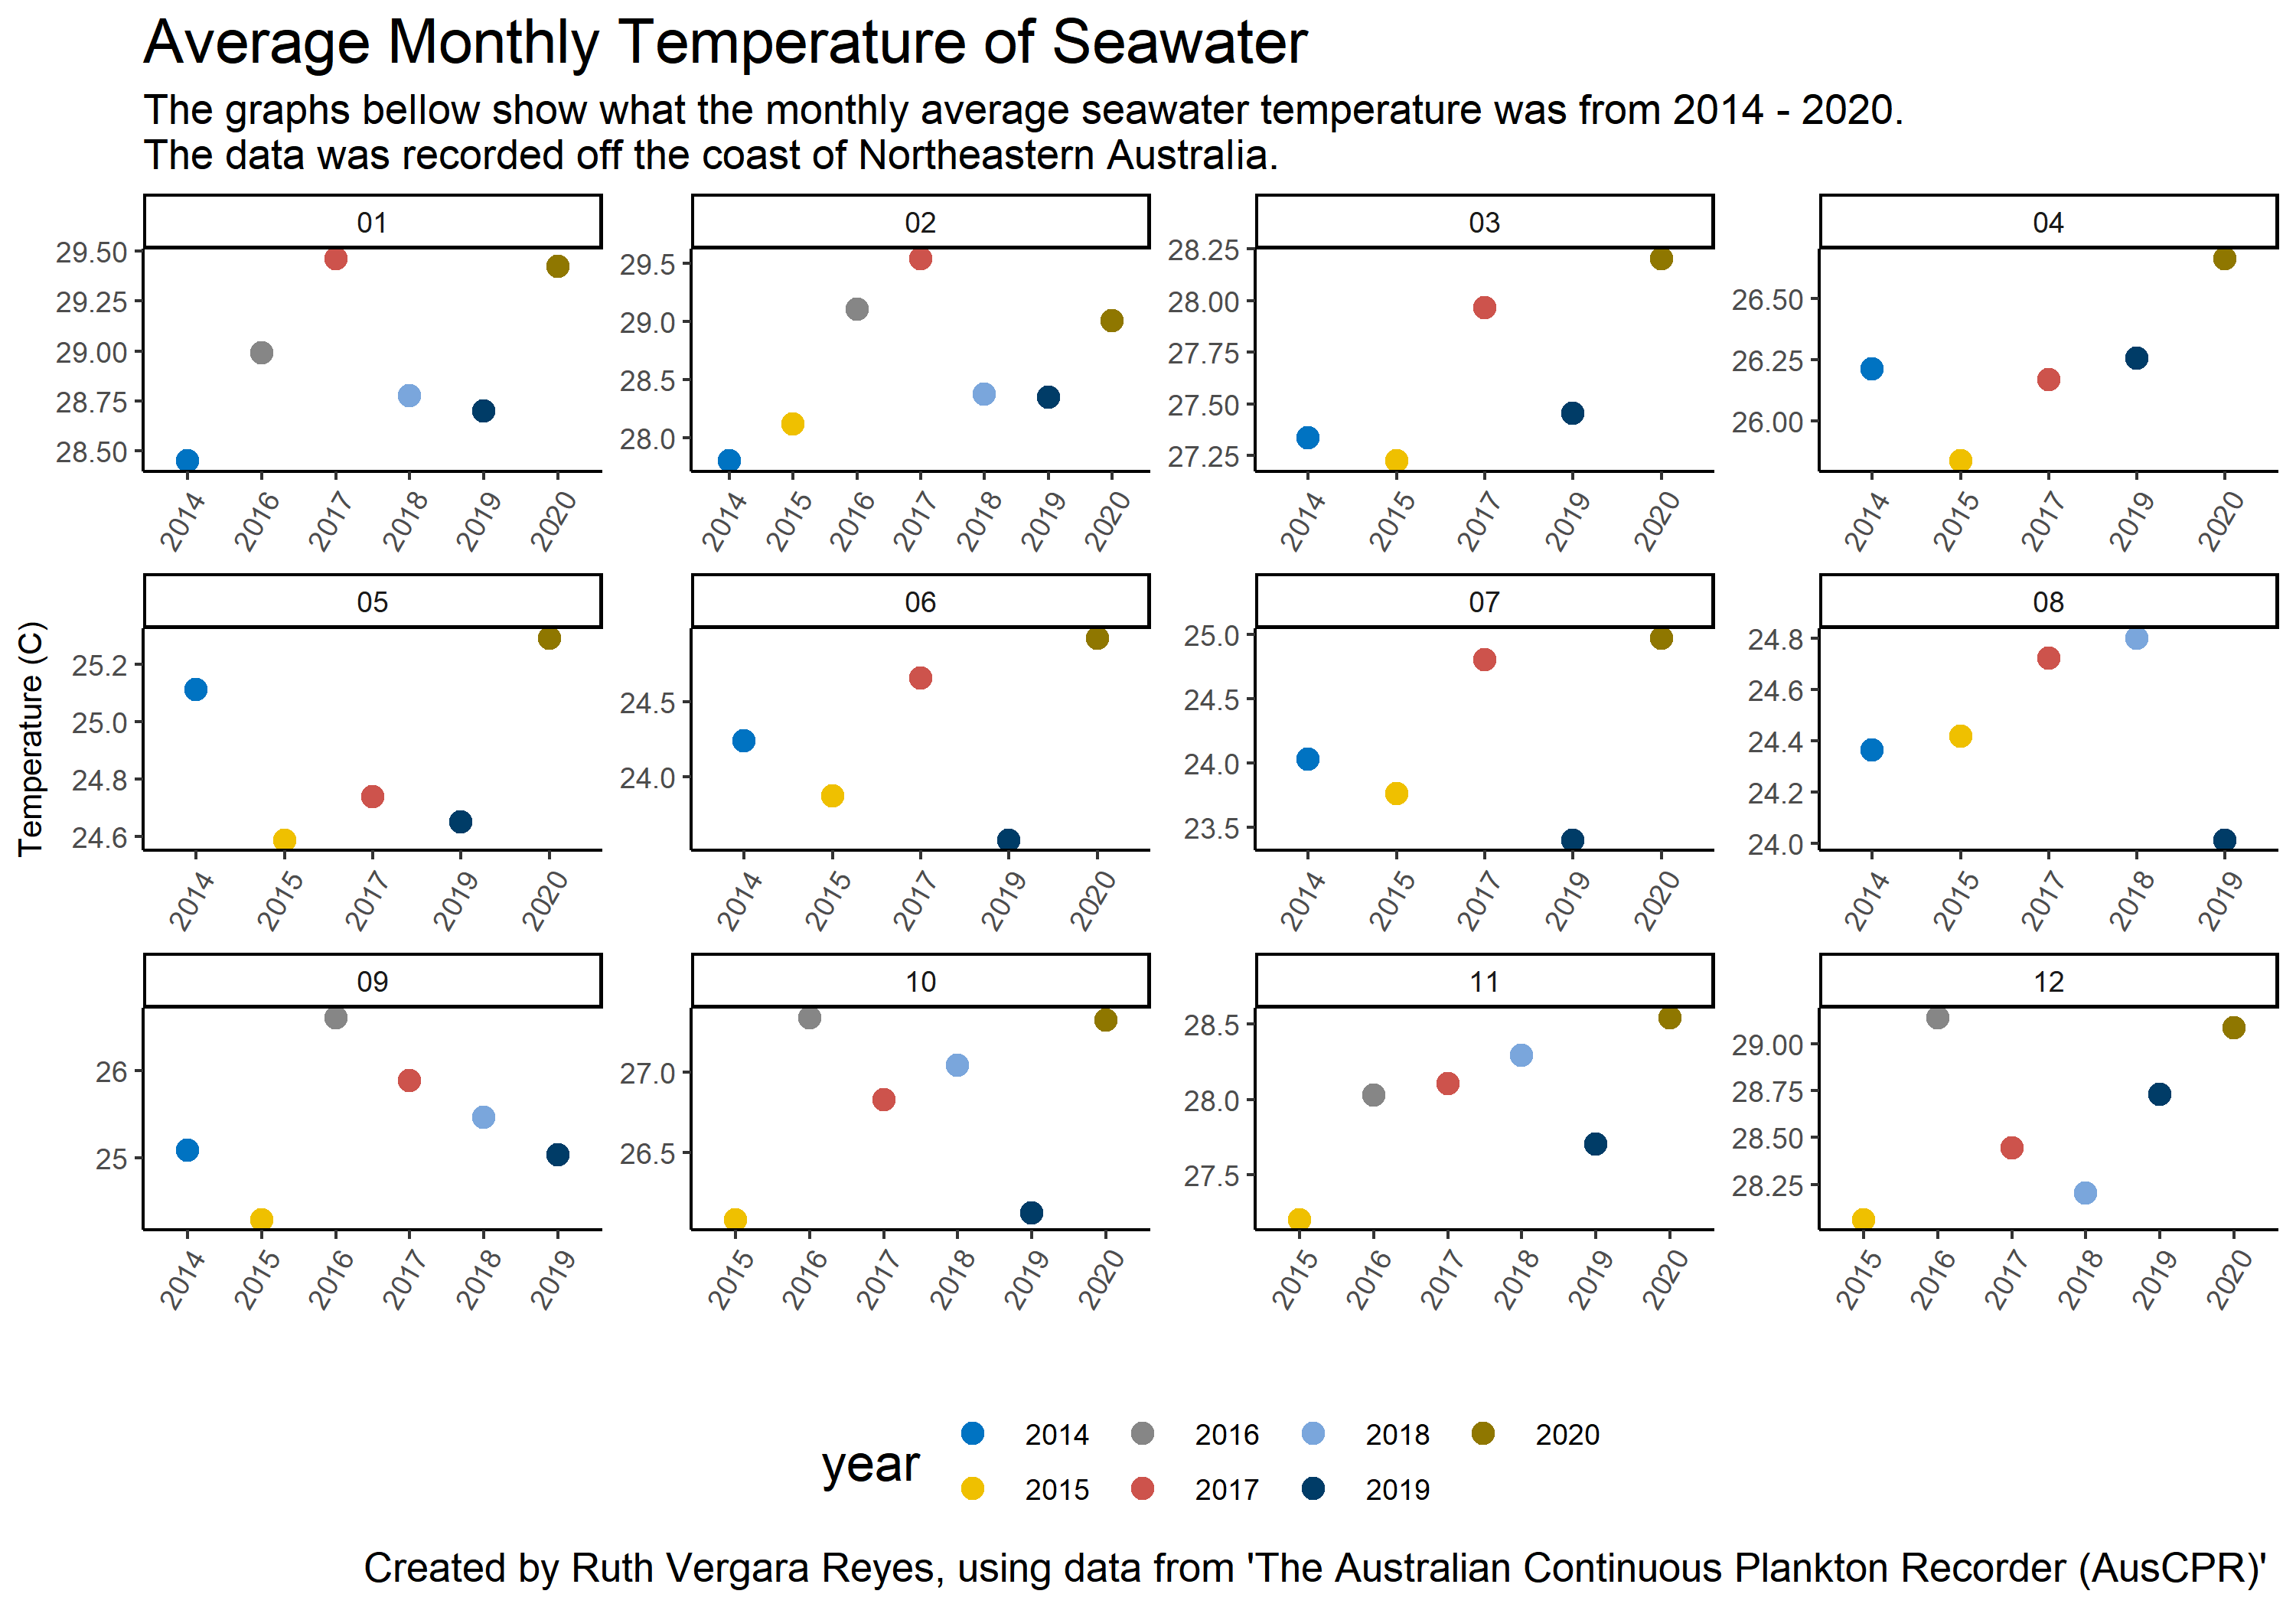 Average Monthly Temperature of Seawater
The graphs bellow show what the monthly average seawater temperature was from 2014 - 2020.
The data was recorded off the coast of Northeastern Australia.
Temperature (C)
01
29.50
29.25
29.00
28.75
28.50
2014 2016 2017 2018 2019 2020
02
29.5
29.0
28.5
28.0
2014 2015 2016 2017 2018 2019 2020
03
28.25
28.00
27.75
27.50
27.25
2014 2015 2017 2019 2020
04
26.50
26.25
26.00
2014 2015 2017 2019 2020
05
25.2
25.0
24.8
24.6
2014 2015 2017 2019 2020
06
24.5
24.0
2014 2015 2017 2019 2020
07
25.0
24.5
24.0
23.5
2014 2015 2017 2019 2020
08
24.8
24.6
24.4
24.2
24.0
2014 2015 2017 2018 2019
09
26
25
2014 2015 2016 2017 2018 2019
10
27.0
26.5
2015 2016 2017 2018 2019 2020
11
28.5
28.0
27.5
2015 2016 2017 2018 2019 2020
12
29.00
28.75
28.50
28.25
2015 2016 2017 2018 2019 2020
year
2014 2016 2018 2020
2015 2017 2019
Created by Ruth Vergara Reyes, using data from 'The Australian Continuous Plankton Recorder (AusCPR)'